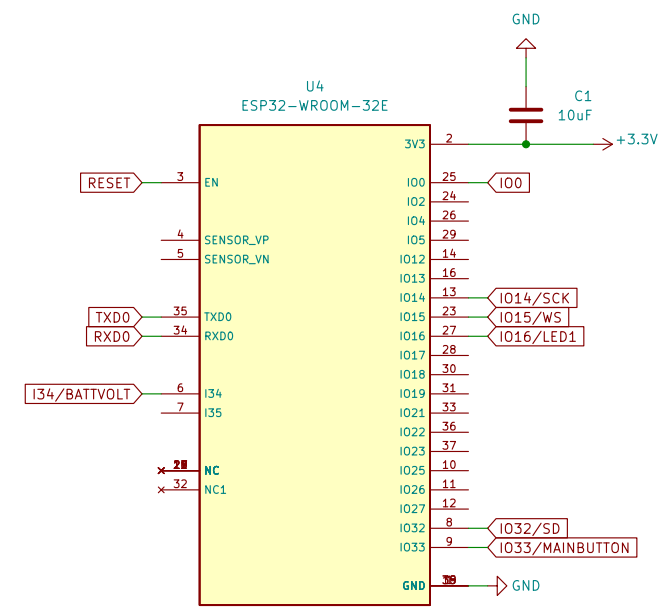 GND
C1
10uF
+3.3V
U4
ESP32-WROOM-32E
3V3 2
RESET 3 EN
IO0 25 IO0
IO2 24
IO4 26
4 SENSOR_VP
IO5 29
5 SENSOR_VN
IO12 14
IO13 16
IO14 13 IO14/SCK
TXD0 35 TXD0
IO15 23 IO15/WS
RXD0 34 RXD0
IO16 27 IO16/LED1
IO17 28
IO18 30
I34/BATTVOLT 6 I34
IO19 31
7 I35
IO21 33
IO22 36
IO23 37
NC
IO25 10
32 NC1
IO26 11
IO27 12
IO32 8 IO32/SD
IO33 9 IO33/MAINBUTTON
GND GND